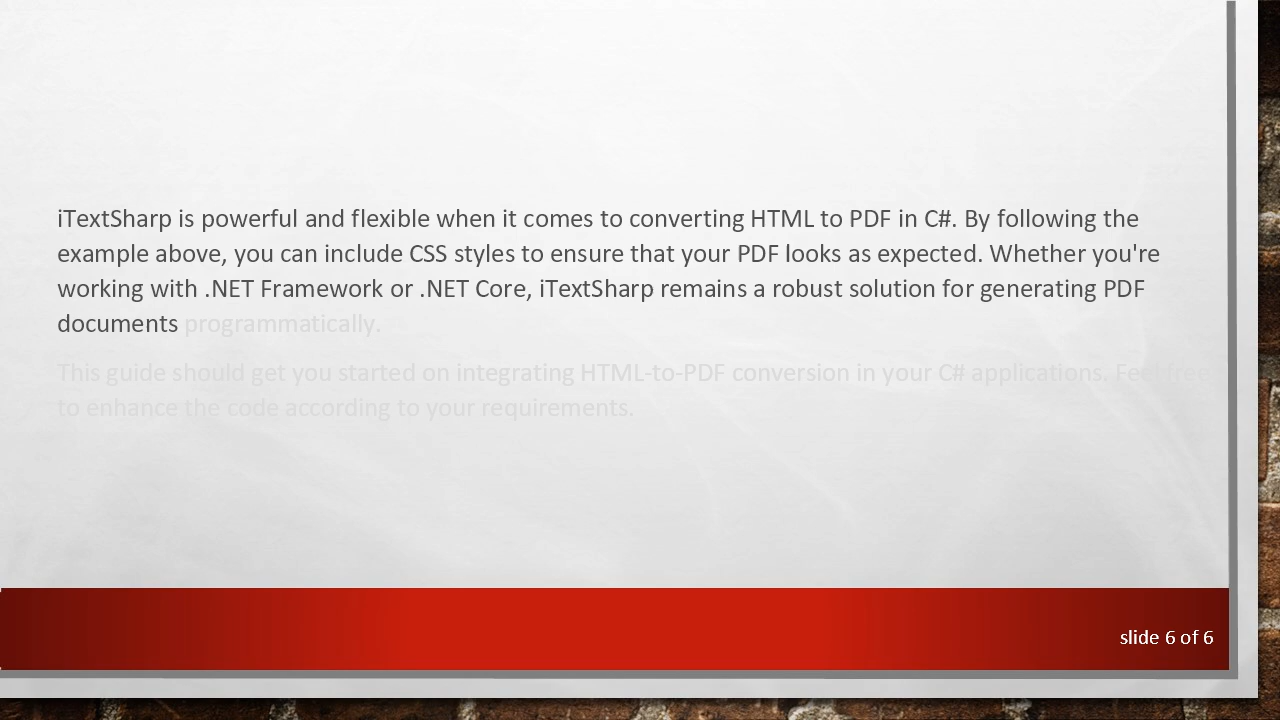 iTextSharp is powerful and flexible when it comes to converting HTML to PDF in C#. By following the
example above, you can include CSS styles to ensure that your PDF looks as expected. Whether you're
working with .NET Framework or .NET Core, iTextSharp remains a robust solution for generating PDF
documents programmatically.
This guide should get you started on integrating HTML-to-PDF conversion in your C# applications. Feel free
to enhance the code according to your requirements.
slide 6 of 6